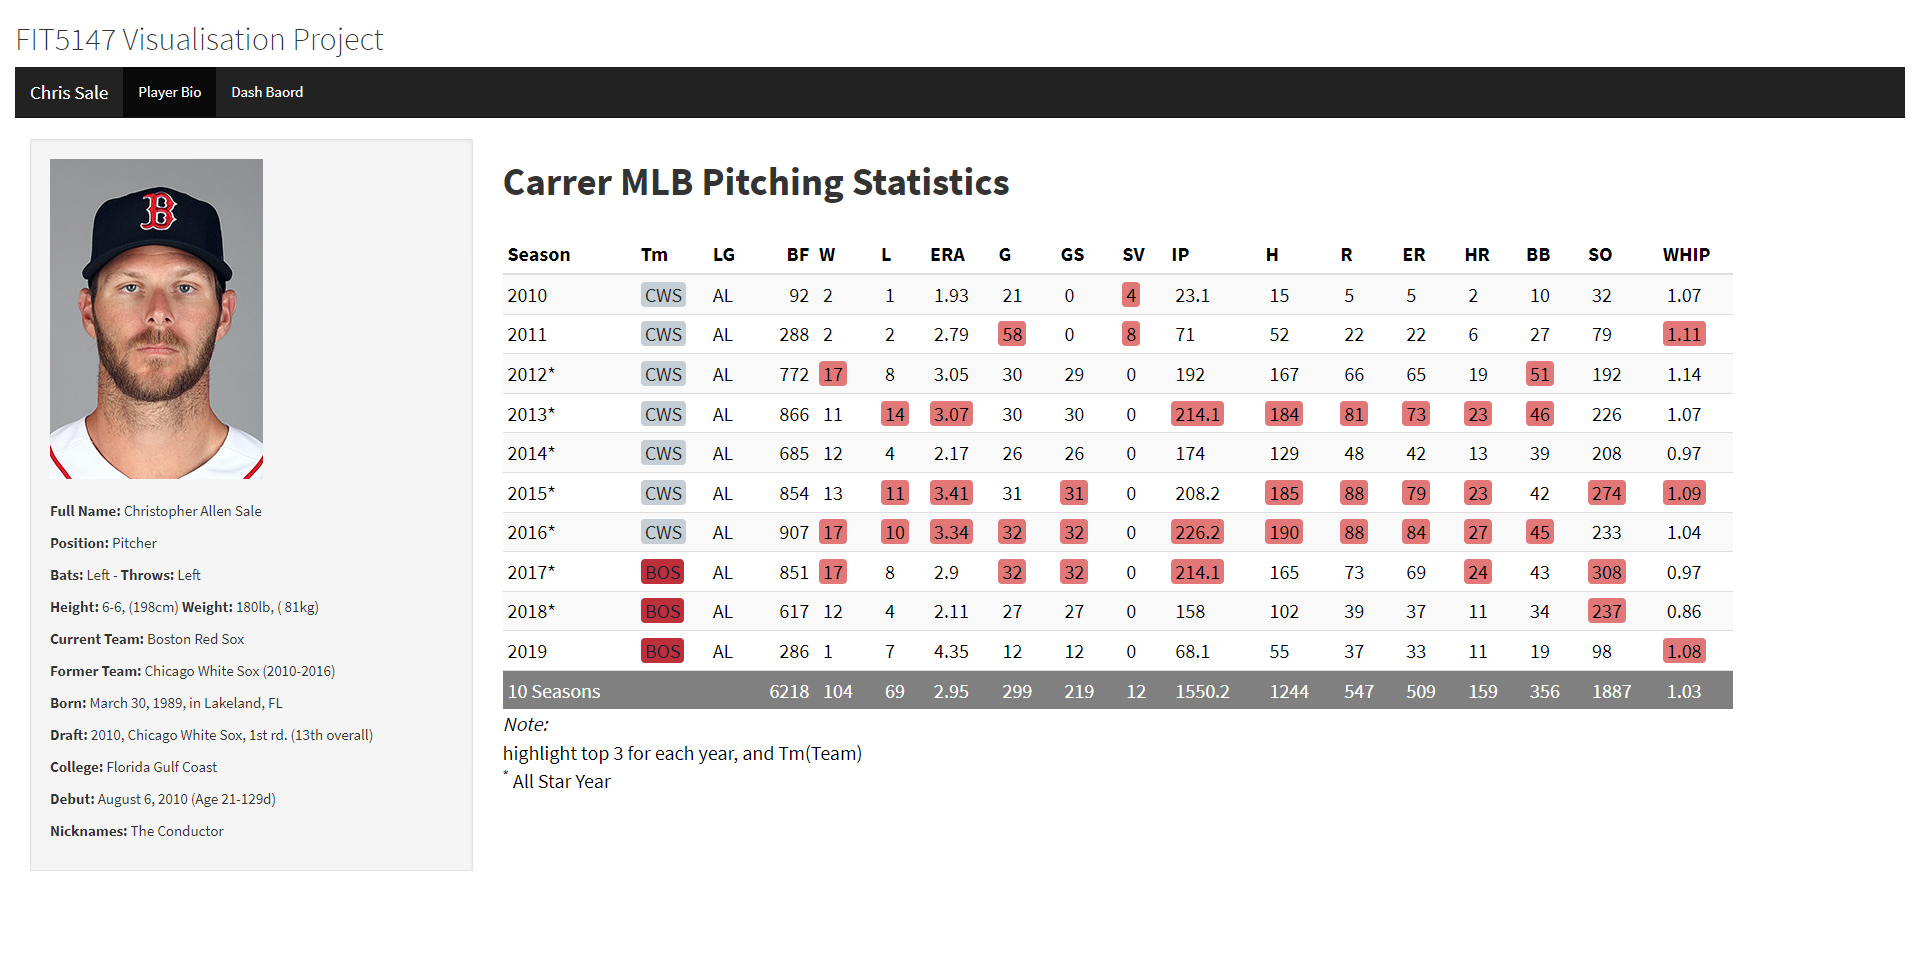 FIT5147 Visualisation Project
Chris Sale Player Bio Dash Baord
B
Full Name: Christopher Allen Sale
Position: Pitcher
Bats: Left - Throws: Left
Height: 6-6, (198cm) Weight: 180lb, ( 81kg)
Current Team: Boston Red Sox
Former Team: Chicago White Sox (2010-2016)
Born: March 30, 1989, in Lakeland, FL
Draft: 2010, Chicago White Sox, 1st rd. (13th overall)
College: Florida Gulf Coast
Debut: August 6, 2010 (Age 21-129d)
Nicknames: The Conductor
Carrer MLB Pitching Statistics
Season Tm LG BF W L ERA G GS SV IP H R ER HR BB SO WHIP
2010 CWS AL 92 2 1 1.93 21 0 4 23.1 15 5 5 2 10 32 1.07
2011 CWS AL 288 2 2 2.79 58 0 8 71 52 22 22 6 27 79 1.11
2012* CWS AL 772 17 8 3.05 30 29 0 192 167 66 65 19 51 192 1.14
2013* CWS AL 866 11 14 3.07 30 30 0 214.1 184 81 73 23 46 226 1.07
2014* CWS AL 685 12 4 2.17 26 26 0 174 129 48 42 13 39 208 0.97
2015* CWS AL 854 13 11 3.41 31 31 0 208.2 185 88 79 23 42 274 1.09
2016* CWS AL 907 17 10 3.34 32 32 0 226.2 190 88 84 27 45 233 1.04
2017* BOS AL 851 17 8 2.9 32 32 0 214.1 165 73 69 24 43 308 0.97
2018* BOS AL 617 12 4 2.11 27 27 0 158 102 39 37 11 34 237 0.86
2019 BOS AL 286 1 7 4.35 12 12 0 68.1 55 37 33 11 19 98 1.08
10 Seasons 6218 104 69 2.95 299 219 12 1550.2 1244 547 509 159 356 1887 1.03
Note:
highlight top 3 for each year, and Tm(Team)
* All Star Year